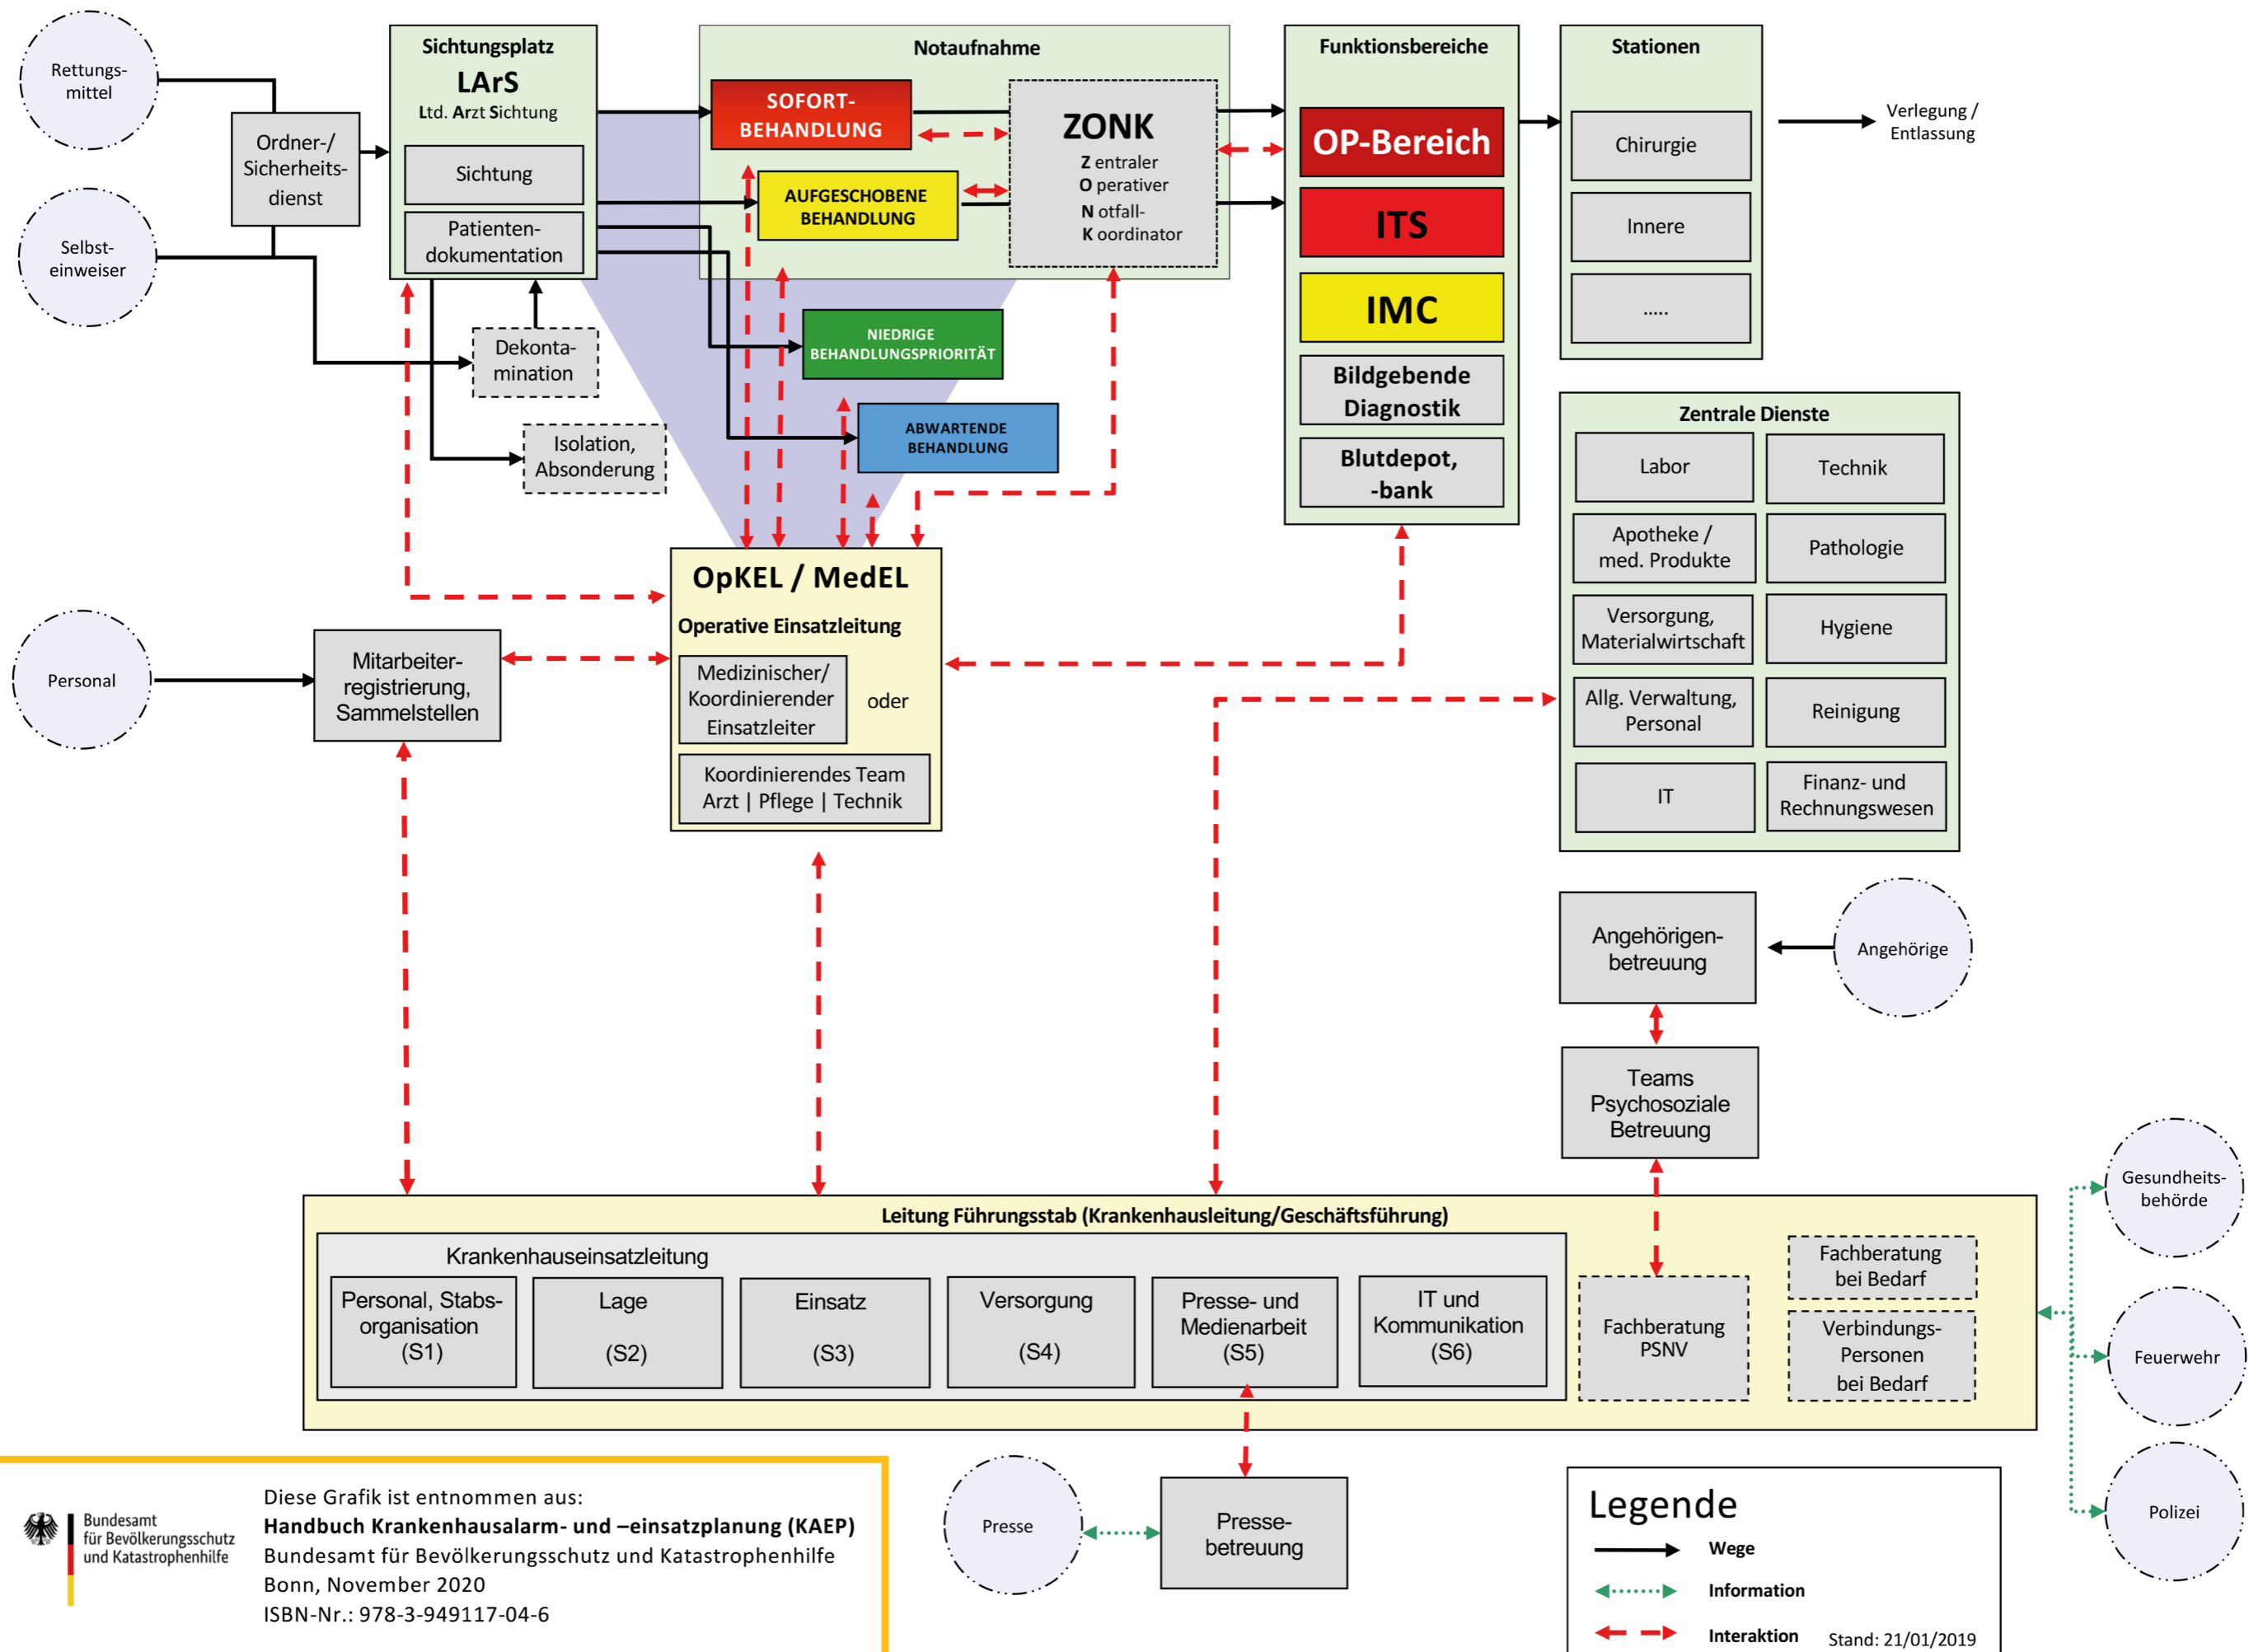 Rettungs-
mittel
Selbst-
einweiser
Ordner-/
Sicherheits-
dienst
Sichtungsplatz
LArS
Ltd. Arzt Sichtung
Sichtung
Patienten-
dokumentation
Dekonta-
mination
Isolation,
Absonderung
Notaufnahme
SOFORT-
BEHANDLUNG
AUFGESCHOBENE
BEHANDLUNG
ZONK
Z entraler
O perativer
N otfall-
K oordinator
NIEDRIGE
BEHANDLUNGSPRIORITÄT
ABWARTENDE
BEHANDLUNG
Funktionsbereiche
OP-Bereich
ITS
IMC
Bildgebende
Diagnostik
Blutdepot,
-bank
Stationen
Chirurgie
Innere
.....
Verlegung /
Entlassung
Zentrale Dienste
Labor
Technik
Apotheke /
med. Produkte
Pathologie
Versorgung,
Materialwirtschaft
Hygiene
Allg. Verwaltung,
Personal
Reinigung
IT
Finanz- und
Rechnungswesen
Personal
Mitarbeiter-
registrierung,
Sammelstellen
OpKEL / MedEL
Operative Einsatzleitung
Medizinischer/
Koordinierender
Einsatzleiter
oder
Koordinierendes Team
Arzt | Pflege | Technik
Angehörigen-
betreuung
Angehörige
Teams
Psychosoziale
Betreuung
Leitung Führungsstab (Krankenhausleitung/Geschäftsführung)
Krankenhauseinsatzleitung
Personal, Stabs-
organisation
(S1)
Lage
(S2)
Einsatz
(S3)
Versorgung
(S4)
Presse- und
Medienarbeit
(S5)
IT und
Kommunikation
(S6)
Fachberatung
PSNV
Fachberatung
bei Bedarf
Verbindungs-
Personen
bei Bedarf
Gesundheits-
behörde
Feuerwehr
Polizei
Presse
Presse-
betreuung
Bundesamt
für Bevölkerungsschutz
und Katastrophenhilfe
Diese Grafik ist entnommen aus:
Handbuch Krankenhausalarm- und –einsatzplanung (KAEP)
Bundesamt für Bevölkerungsschutz und Katastrophenhilfe
Bonn, November 2020
ISBN-Nr.: 978-3-949117-04-6
Legende
Wege
Information
Interaktion
Stand: 21/01/2019